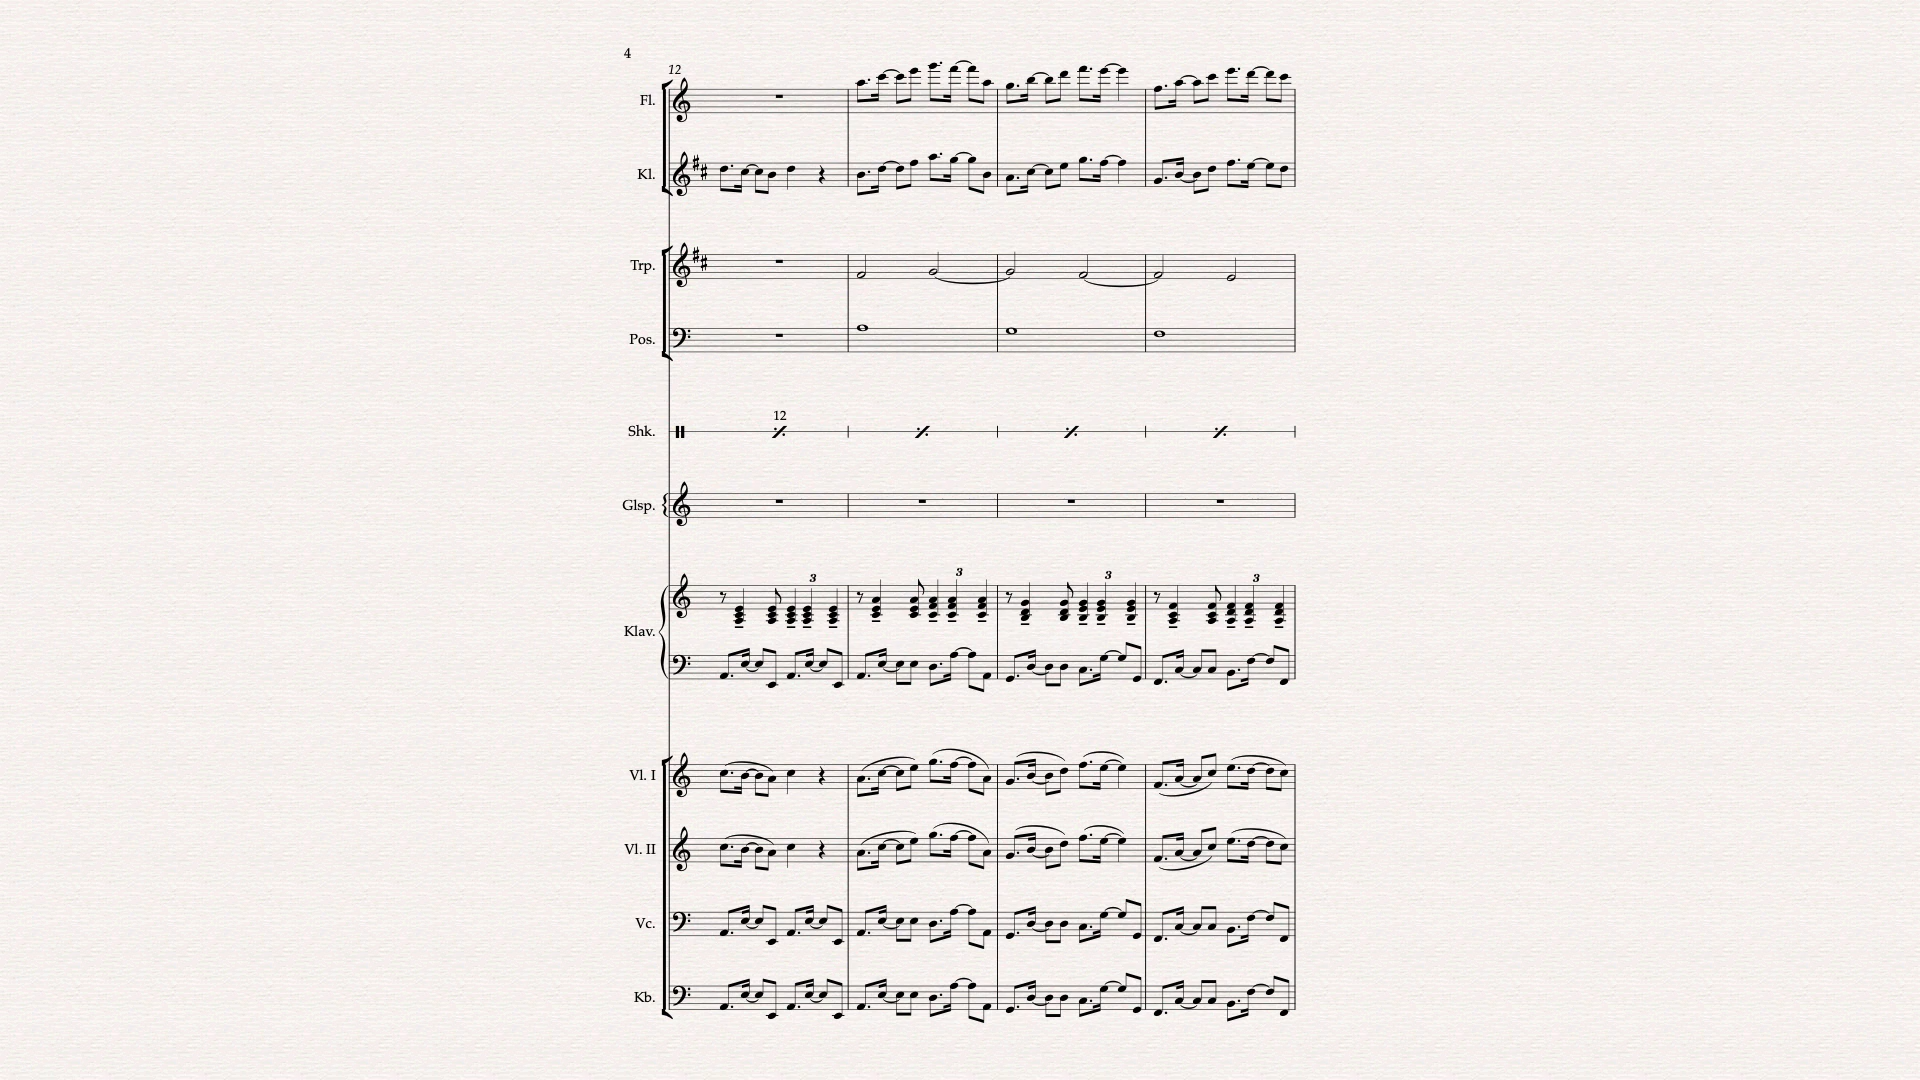 4
12
Fl.
Kl.
Trp.
Pos.
12
Shk.
Glsp.
3 3 3 3
Klav.
Vl. I
Vl. II
Vc.
Kb.